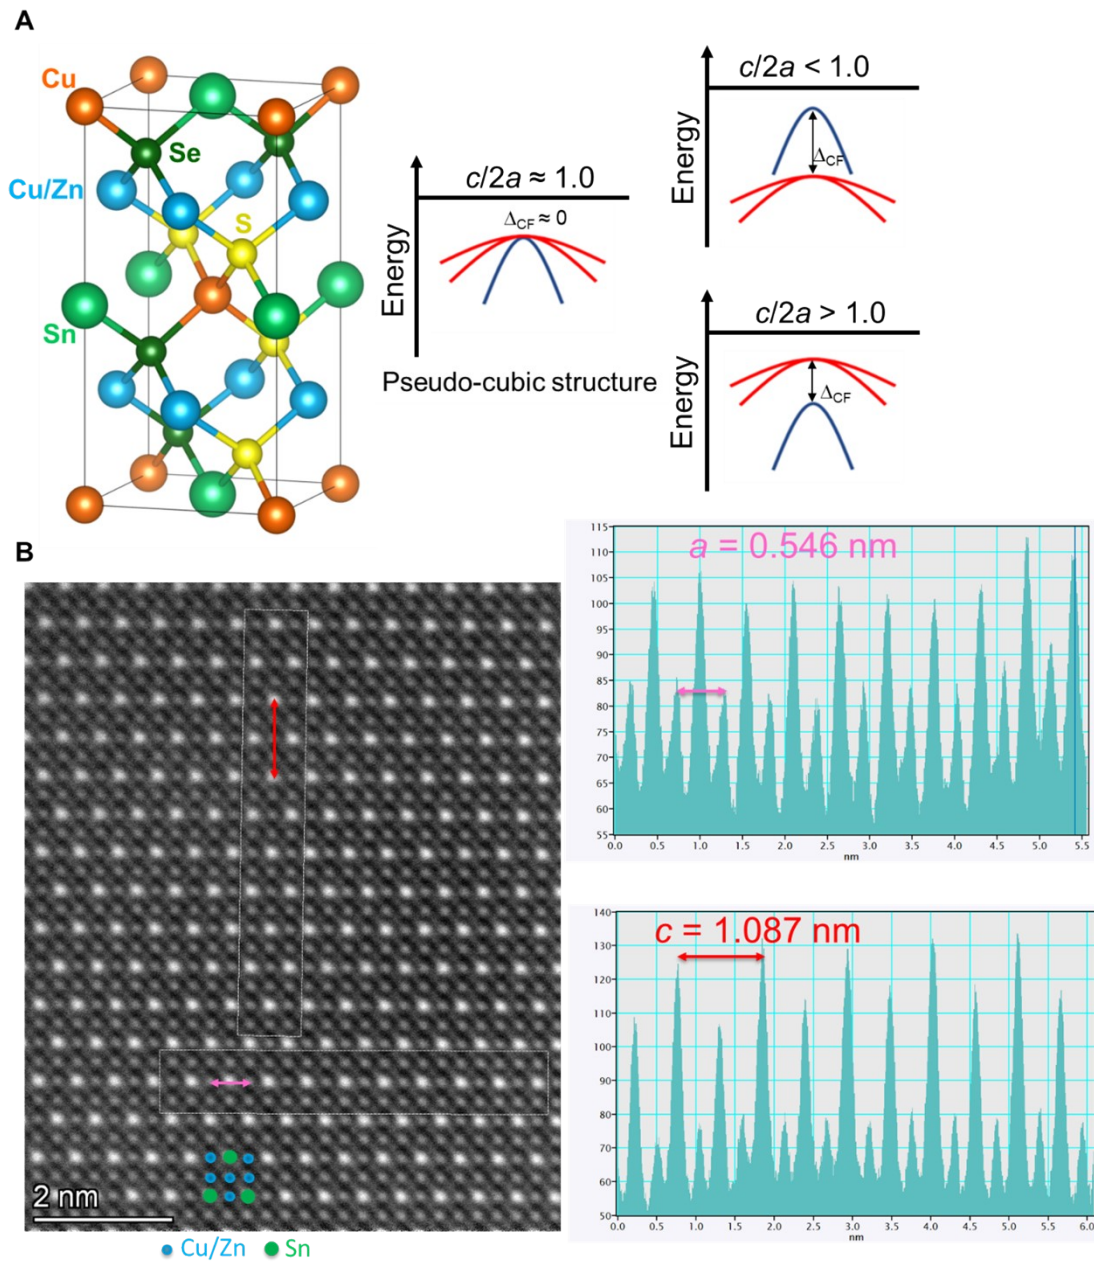 A
Cu
Se
Cu/Zn
S
Sn
Energy
c/2a ≈ 1.0
ΔCF ≈ 0
Pseudo-cubic structure
Energy
c/2a < 1.0
ΔCF
Energy
c/2a > 1.0
ΔCF
B
2 nm
Cu/Zn Sn
a = 0.546 nm
115
110
105
100
95
90
85
80
75
70
65
60
55
0.0 0.5 1.0 1.5 2.0 2.5 3.0 3.5 4.0 4.5 5.0 5.5
nm
c = 1.087 nm
140
130
120
110
100
90
80
70
60
50
0.0 0.5 1.0 1.5 2.0 2.5 3.0 3.5 4.0 4.5 5.0 5.5 6.0
nm